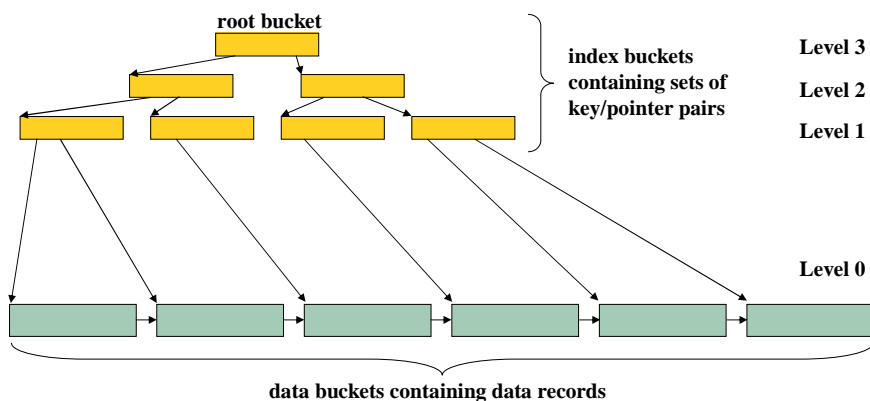 root bucket
index buckets
containing sets of
key/pointer pairs
Level 3
Level 2
Level 1
Level 0
data buckets containing data records